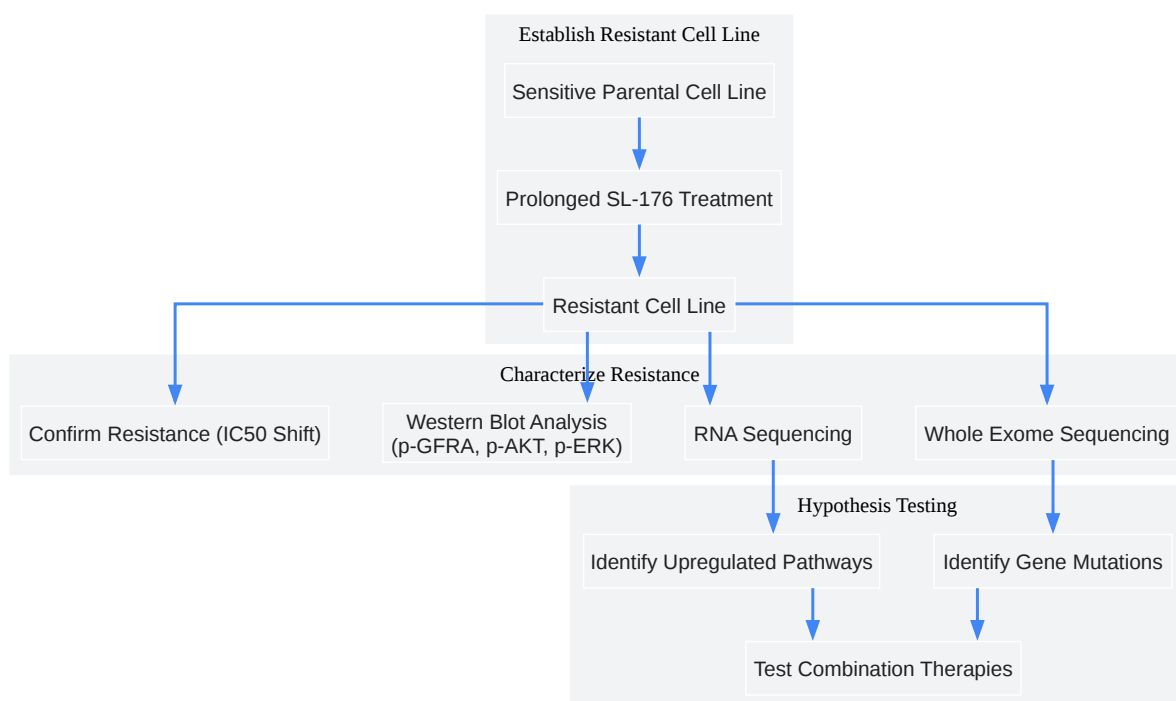 Establish Resistant Cell Line
Sensitive Parental Cell Line
Prolonged SL-176 Treatment
Resistant Cell Line
Characterize Resistance
Confirm Resistance (IC50 Shift)
Western Blot Analysis
(p-GFRA, p-AKT, p-ERK)
RNA Sequencing
Whole Exome Sequencing
Hypothesis Testing
Identify Upregulated Pathways
Identify Gene Mutations
Test Combination Therapies